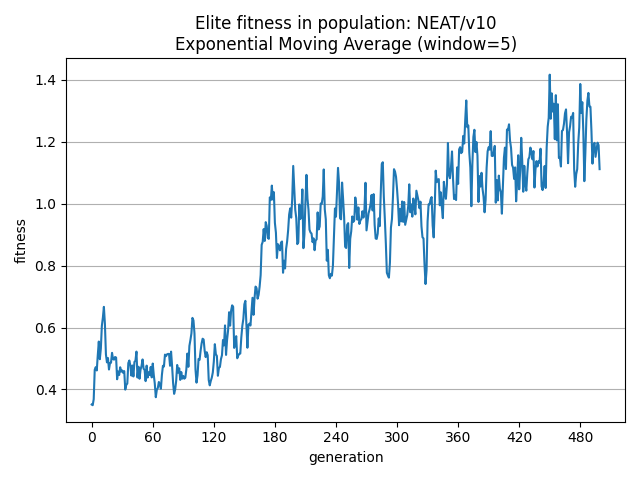 Elite fitness in population: NEAT/v10
Exponential Moving Average (window=5)
1.4
1.2
1.0
0.8
0.6
0.4
fitness
0 60 120 180 240 300 360 420 480
generation